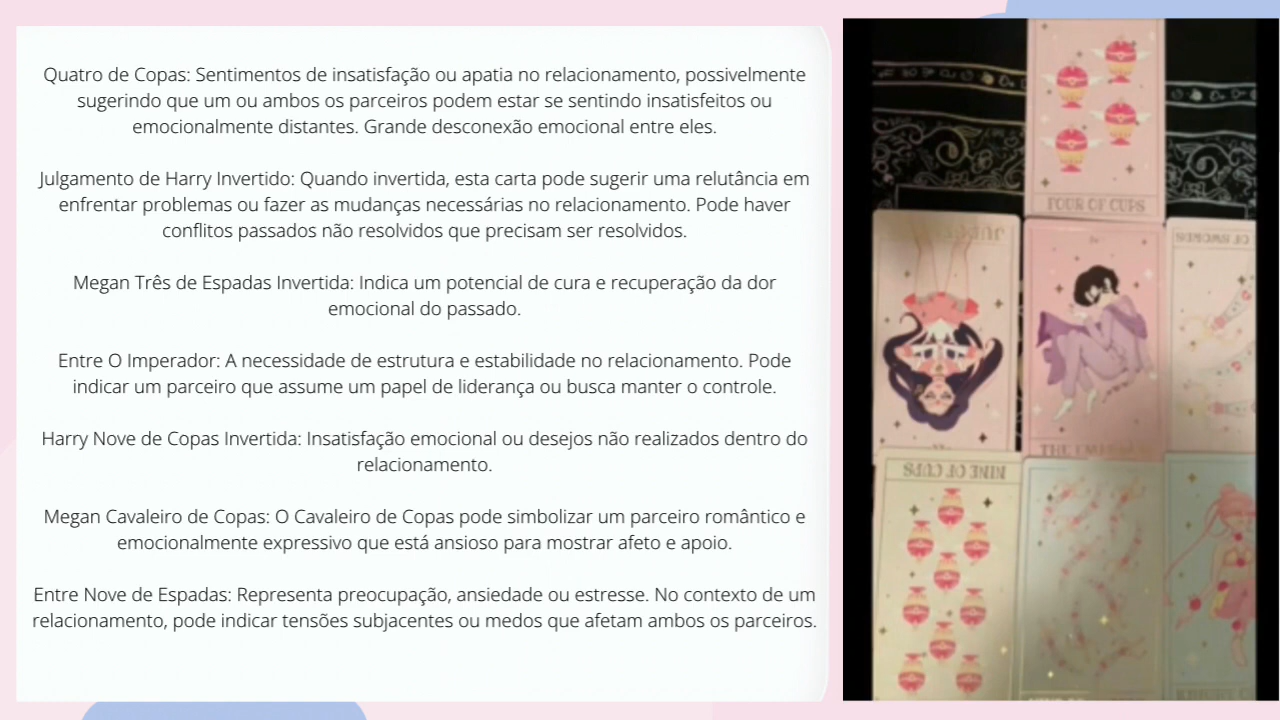 Quatro de Copas: Sentimentos de insatisfação ou apatia no relacionamento, possivelmente
sugerindo que um ou ambos os parceiros podem estar se sentindo insatisfeitos ou
emocionalmente distantes. Grande desconexão emocional entre eles.
Julgamento de Harry Invertido: Quando invertida, esta carta pode sugerir uma relutância em
enfrentar problemas ou fazer as mudanças necessárias no relacionamento. Pode haver
conflitos passados não resolvidos que precisam ser resolvidos.
Megan Três de Espadas Invertida: Indica um potencial de cura e recuperação da dor
emocional do passado.
Entre O Imperador: A necessidade de estrutura e estabilidade no relacionamento. Pode
indicar um parceiro que assume um papel de liderança ou busca manter o controle.
Harry Nove de Copas Invertida: Insatisfação emocional ou desejos não realizados dentro do
relacionamento.
Megan Cavaleiro de Copas: O Cavaleiro de Copas pode simbolizar um parceiro romântico e
emocionalmente expressivo que está ansioso para mostrar afeto e apoio.
Entre Nove de Espadas: Representa preocupação, ansiedade ou estresse. No contexto de um
relacionamento, pode indicar tensões subjacentes ou medos que afetam ambos os parceiros.
FOUR OF CUPS
OF SWORDS
THE
NINE OF CUPS
KNIGHT